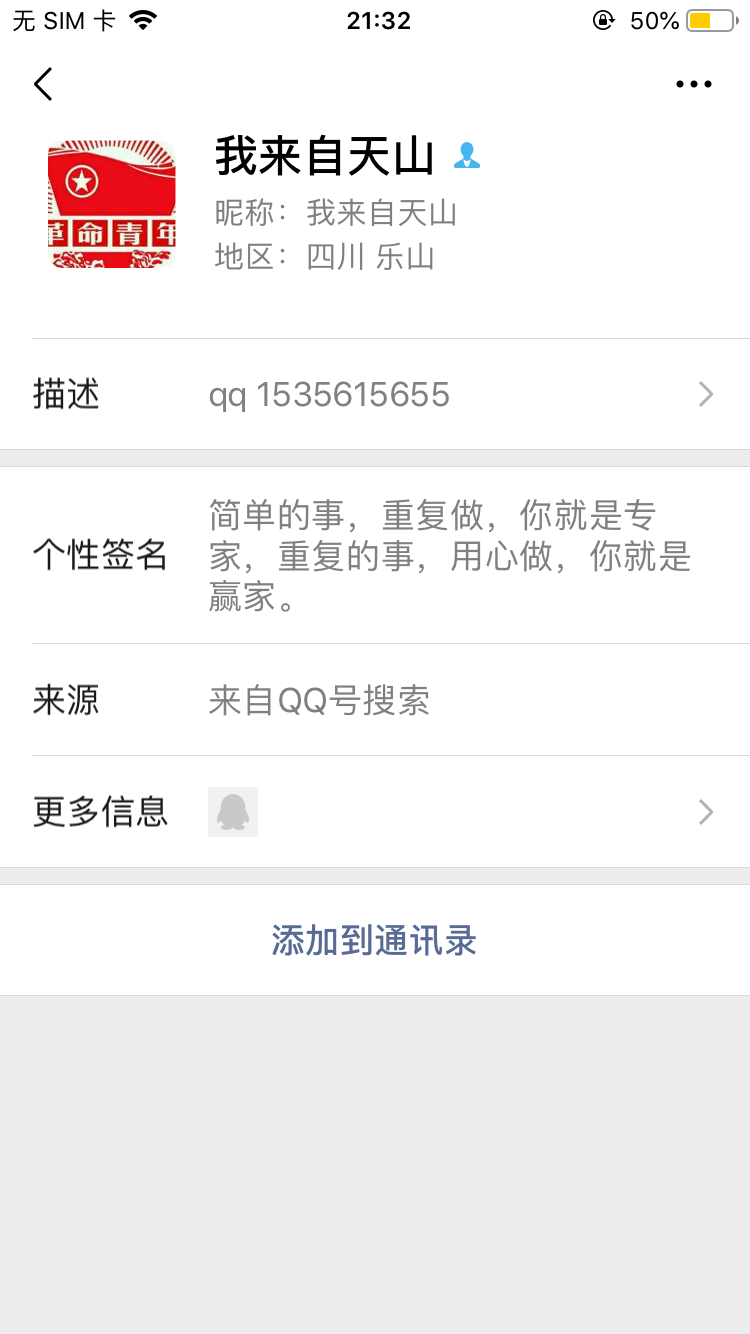 无 SIM 卡
21:32
50%
我来自天山
昵称：我来自天山
地区：四川 乐山
革命青年
描述
qq 1535615655
个性签名
简单的事，重复做，你就是专
家，重复的事，用心做，你就是
赢家。
来源
来自QQ号搜索
更多信息
添加到通讯录